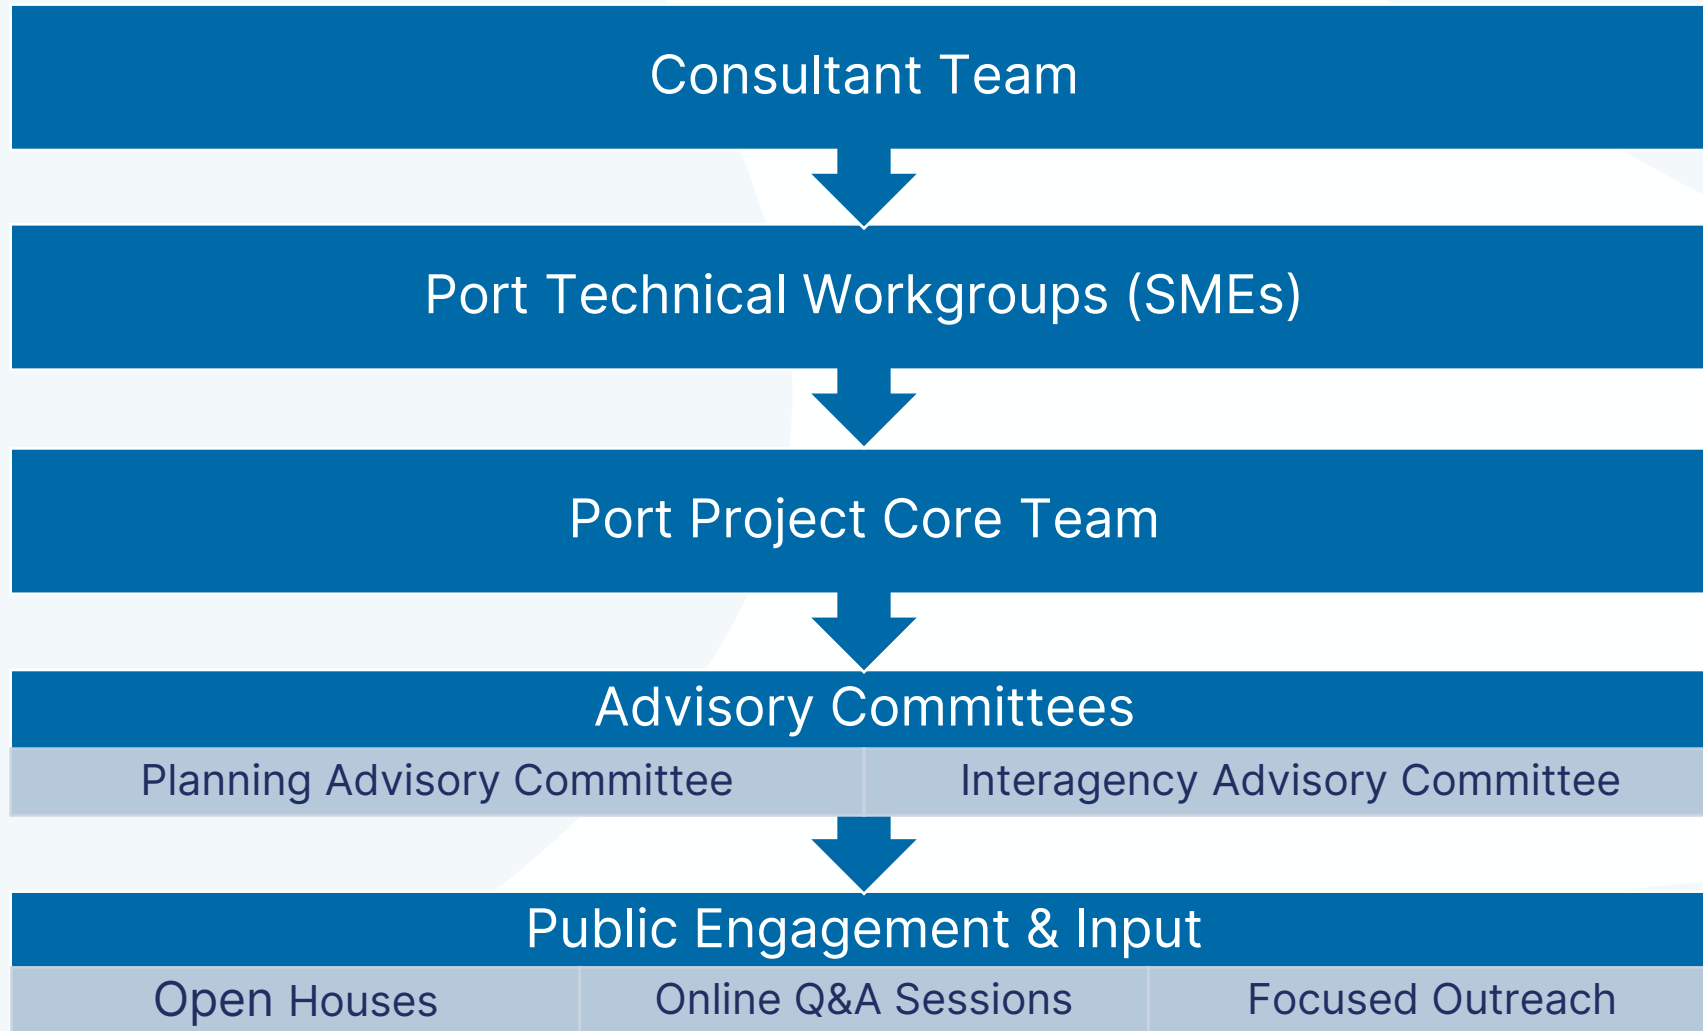 Consultant Team
Port Technical Workgroups (SMEs)
Port Project Core Team
Advisory Committees
Planning Advisory Committee
Interagency Advisory Committee
Public Engagement & Input
Open Houses
Online Q&A Sessions
Focused Outreach